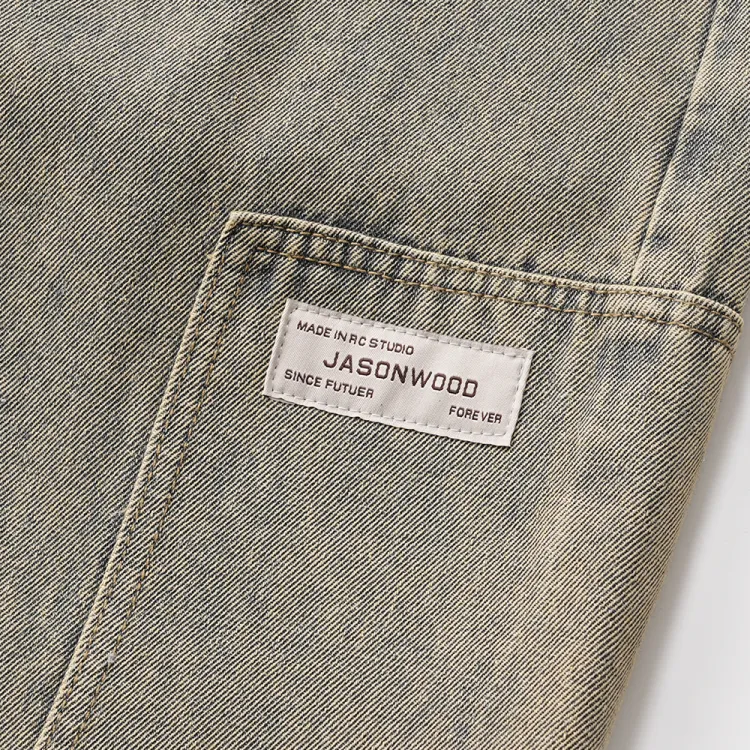 MADE IN RC STUDIO
JASONWOOD
SINCE FUTUER
FOREVER